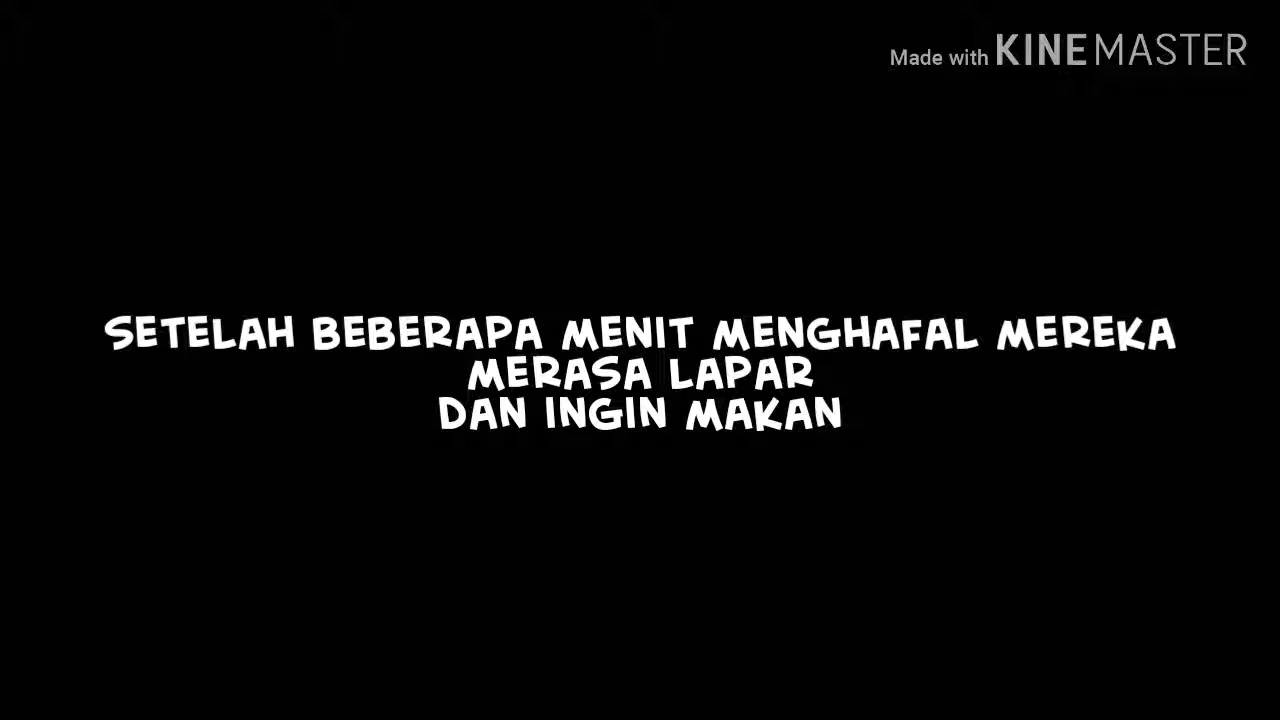 Made with KINEMASTER
SETELAH BEBERAPA MENIT MENGHAFAL MEREKA
MERASA LAPAR
DAN INGIN MAKAN